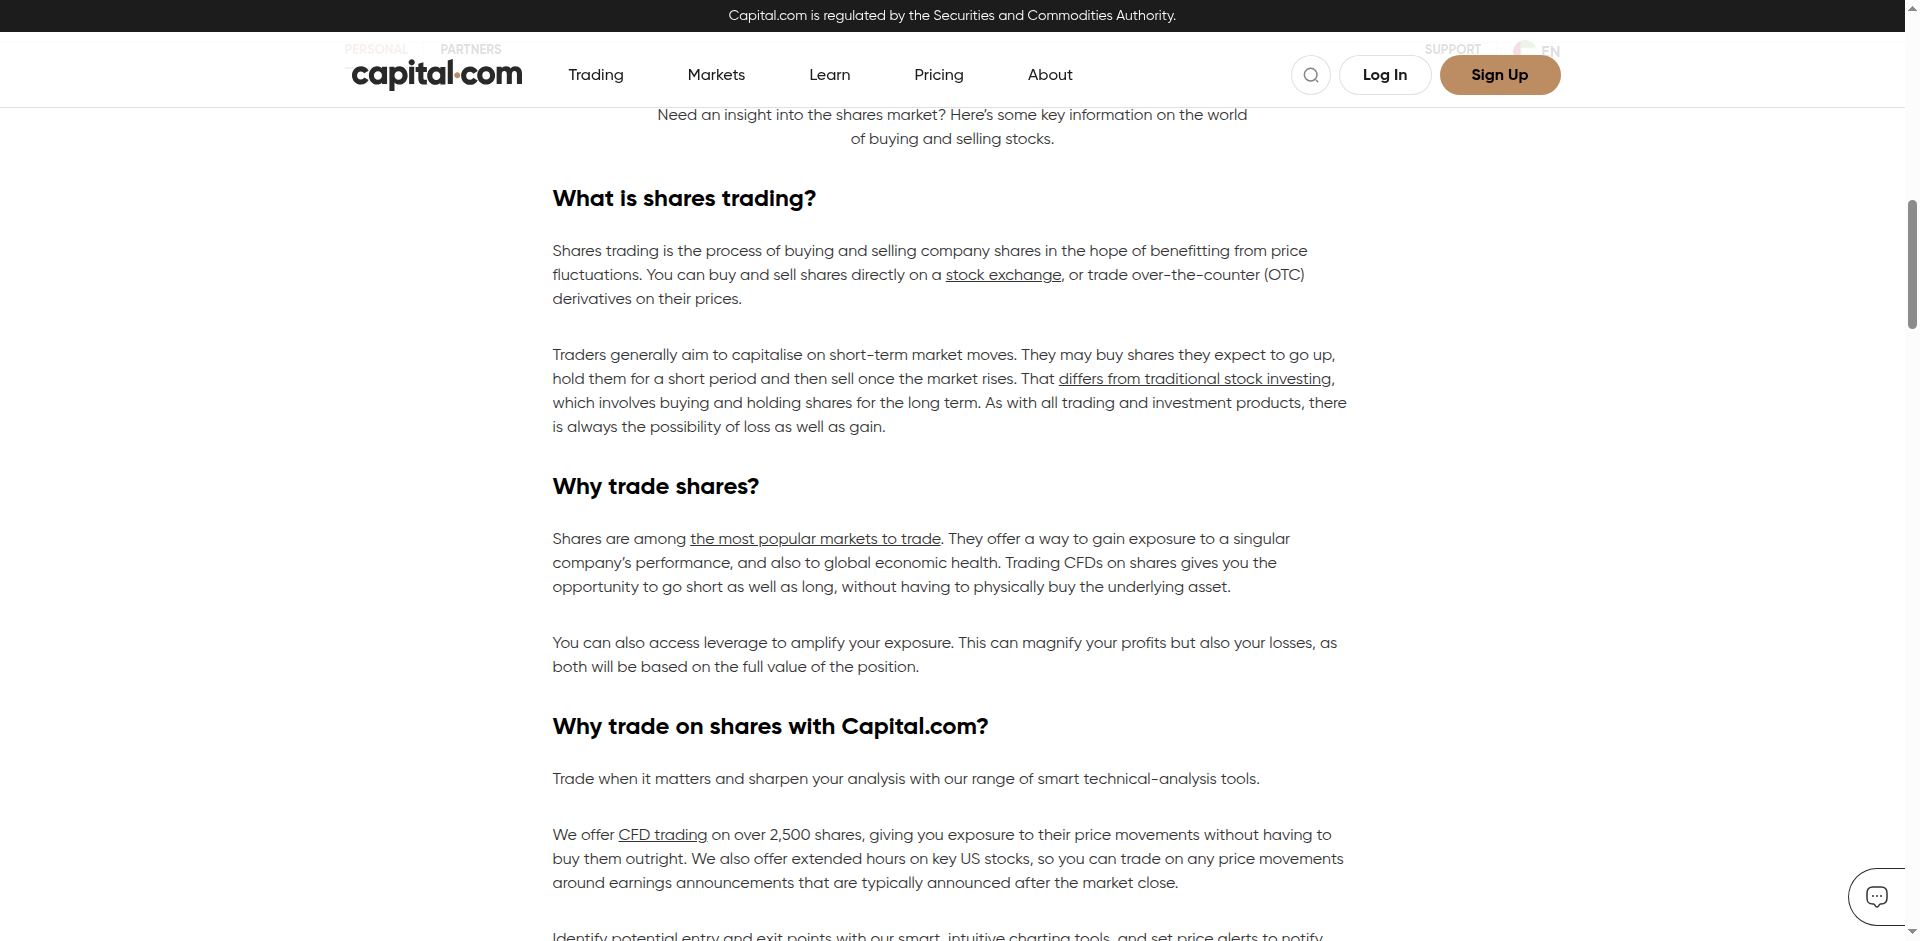 Capital.com is regulated by the Securities and Commodities Authority.
PERSONAL PARTNERS SUPPORT EN
capital.com Trading Markets Learn Pricing About Log In Sign Up
Need an insight into the shares market? Here’s some key information on the world
of buying and selling stocks.
What is shares trading?
Shares trading is the process of buying and selling company shares in the hope of benefitting from price
fluctuations. You can buy and sell shares directly on a stock exchange, or trade over-the-counter (OTC)
derivatives on their prices.
Traders generally aim to capitalise on short-term market moves. They may buy shares they expect to go up,
hold them for a short period and then sell once the market rises. That differs from traditional stock investing,
which involves buying and holding shares for the long term. As with all trading and investment products, there
is always the possibility of loss as well as gain.
Why trade shares?
Shares are among the most popular markets to trade. They offer a way to gain exposure to a singular
company’s performance, and also to global economic health. Trading CFDs on shares gives you the
opportunity to go short as well as long, without having to physically buy the underlying asset.
You can also access leverage to amplify your exposure. This can magnify your profits but also your losses, as
both will be based on the full value of the position.
Why trade on shares with Capital.com?
Trade when it matters and sharpen your analysis with our range of smart technical-analysis tools.
We offer CFD trading on over 2,500 shares, giving you exposure to their price movements without having to
buy them outright. We also offer extended hours on key US stocks, so you can trade on any price movements
around earnings announcements that are typically announced after the market close.
Identify potential entry and exit points with our smart, intuitive charting tools, and set price alerts to notify